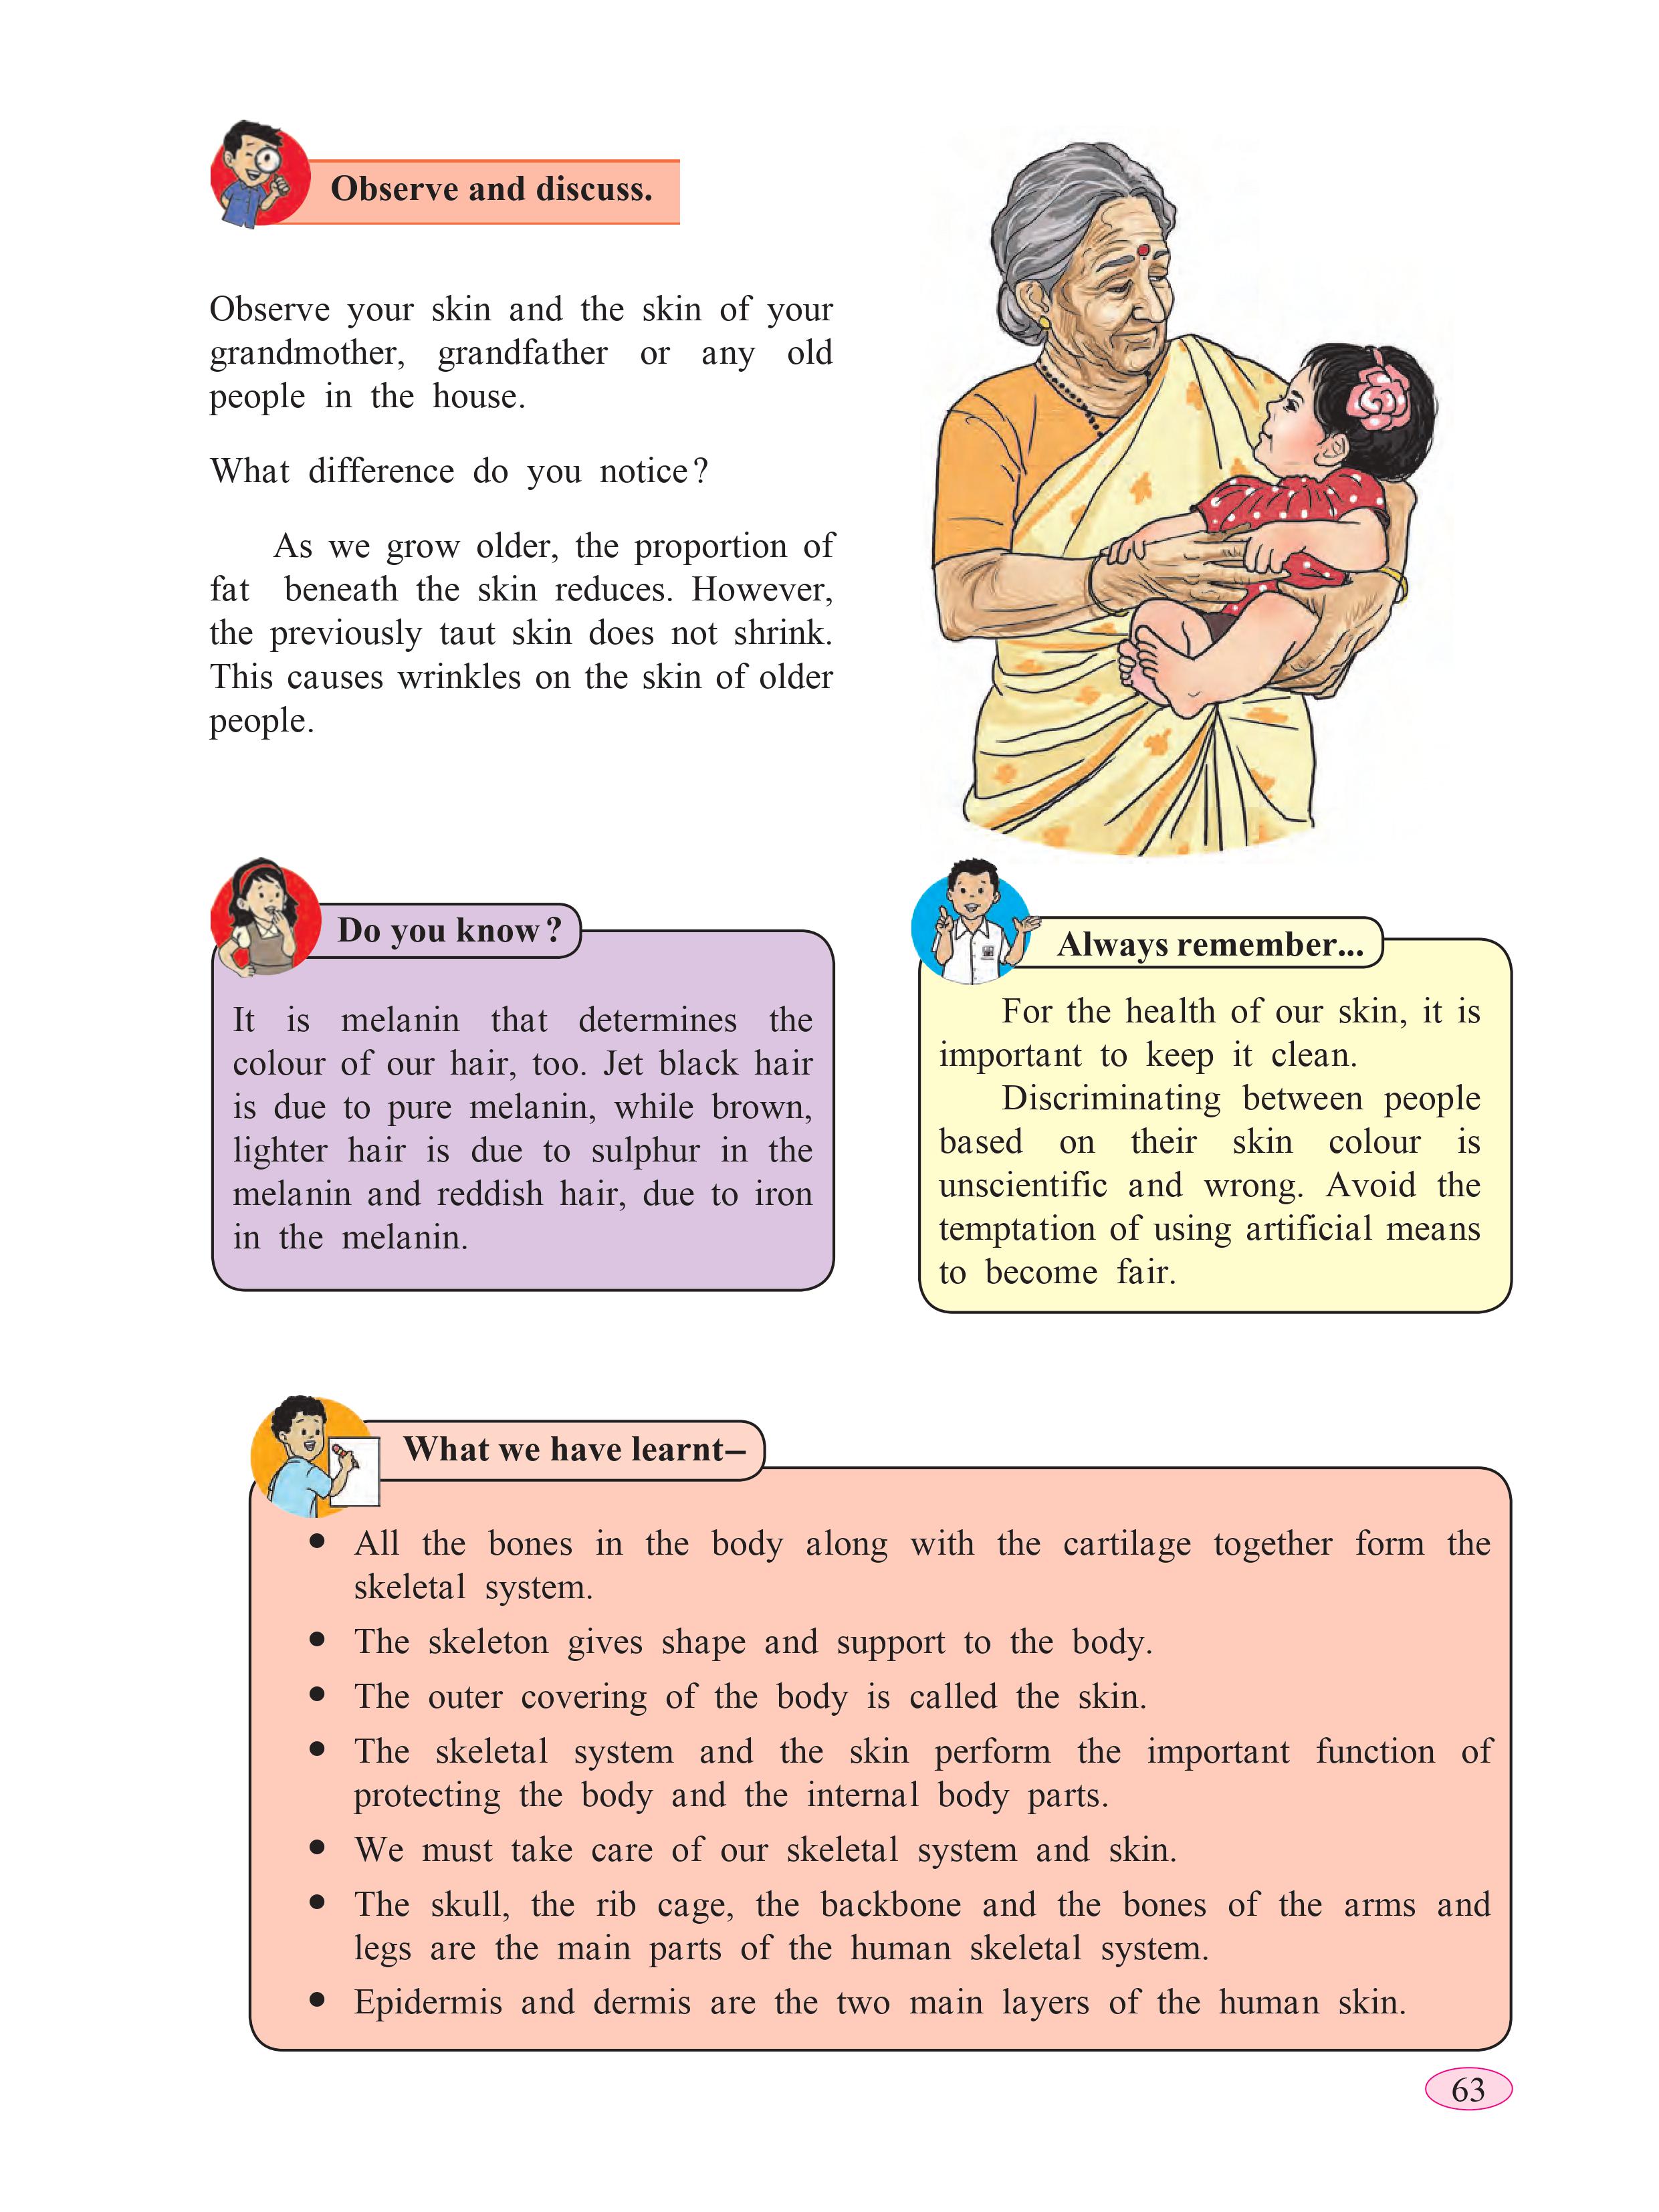 Observe and discuss.
Observe your skin and the skin of your
grandmother, grandfather or any old
people in the house.
What difference do you notice?
As we grow older, the proportion of
fat beneath the skin reduces. However,
the previously taut skin does not shrink.
This causes wrinkles on the skin of older
people.
Do you know?
It is melanin that determines the
colour of our hair, too. Jet black hair
is due to pure melanin, while brown,
lighter hair is due to sulphur in the
melanin and reddish hair, due to iron
in the melanin.
Always remember...
For the health of our skin, it is
important to keep it clean.
Discriminating between people
based on their skin colour is
unscientific and wrong. Avoid the
temptation of using artificial means
to become fair.
What we have learnt–
• All the bones in the body along with the cartilage together form the
skeletal system.
• The skeleton gives shape and support to the body.
• The outer covering of the body is called the skin.
• The skeletal system and the skin perform the important function of
protecting the body and the internal body parts.
• We must take care of our skeletal system and skin.
• The skull, the rib cage, the backbone and the bones of the arms and
legs are the main parts of the human skeletal system.
• Epidermis and dermis are the two main layers of the human skin.
63